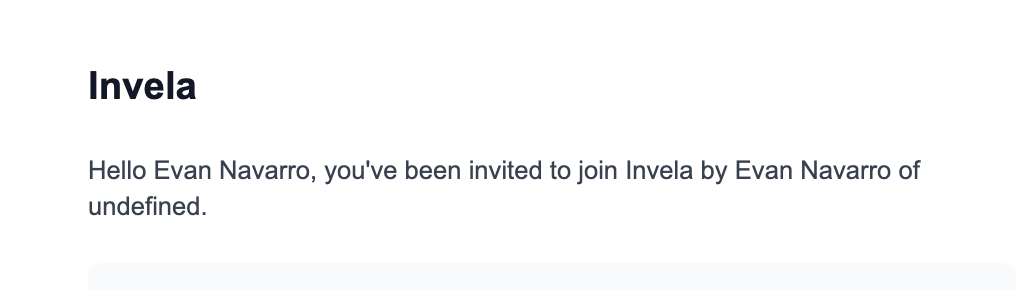 Invela
Hello Evan Navarro, you've been invited to join Invela by Evan Navarro of
undefined.